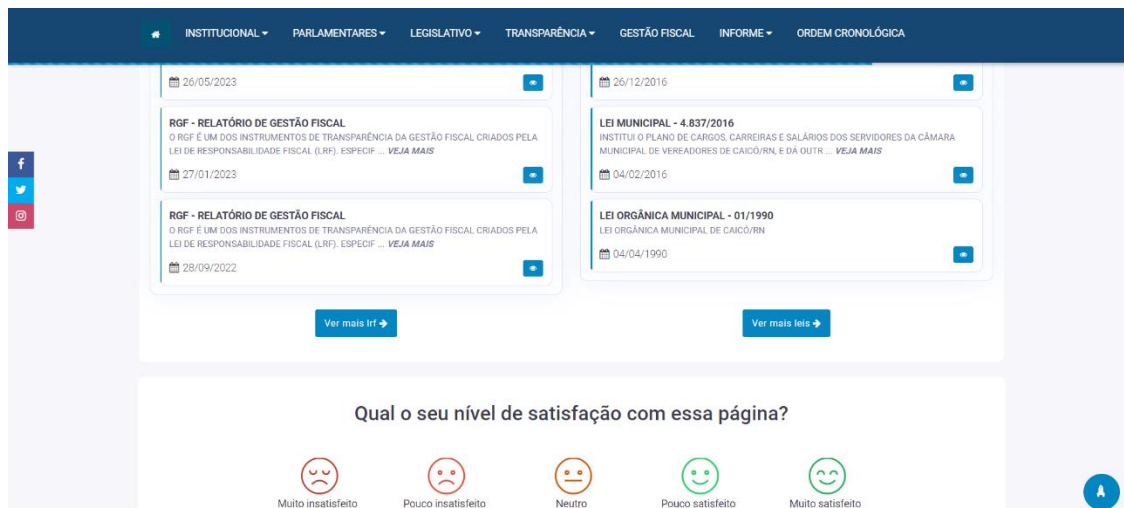 INSTITUCIONAL PARLAMENTARES LEGISLATIVO TRANSPARÊNCIA GESTÃO FISCAL INFORME ORDEM CRONOLÓGICA
26/05/2023
RGF - RELATÓRIO DE GESTÃO FISCAL
O RGF É UM DOS INSTRUMENTOS DE TRANSPARÊNCIA DA GESTÃO FISCAL CRIADOS PELA
LEI DE RESPONSABILIDADE FISCAL (LRF). ESPECIF ... VEJA MAIS
27/01/2023
RGF - RELATÓRIO DE GESTÃO FISCAL
O RGF É UM DOS INSTRUMENTOS DE TRANSPARÊNCIA DA GESTÃO FISCAL CRIADOS PELA
LEI DE RESPONSABILIDADE FISCAL (LRF). ESPECIF ... VEJA MAIS
28/09/2022
Ver mais lrf
26/12/2016
LEI MUNICIPAL - 4.837/2016
INSTITUI O PLANO DE CARGOS, CARREIRAS E SALÁRIOS DOS SERVIDORES DA CÂMARA
MUNICIPAL DE VEREADORES DE CAICÓ/RN, E DÁ OUTR ... VEJA MAIS
04/02/2016
LEI ORGÂNICA MUNICIPAL - 01/1990
LEI ORGÂNICA MUNICIPAL DE CAICÓ/RN
04/04/1990
Ver mais leis
Qual o seu nível de satisfação com essa página?
Muito insatisfeito Pouco insatisfeito Neutro Pouco satisfeito Muito satisfeito